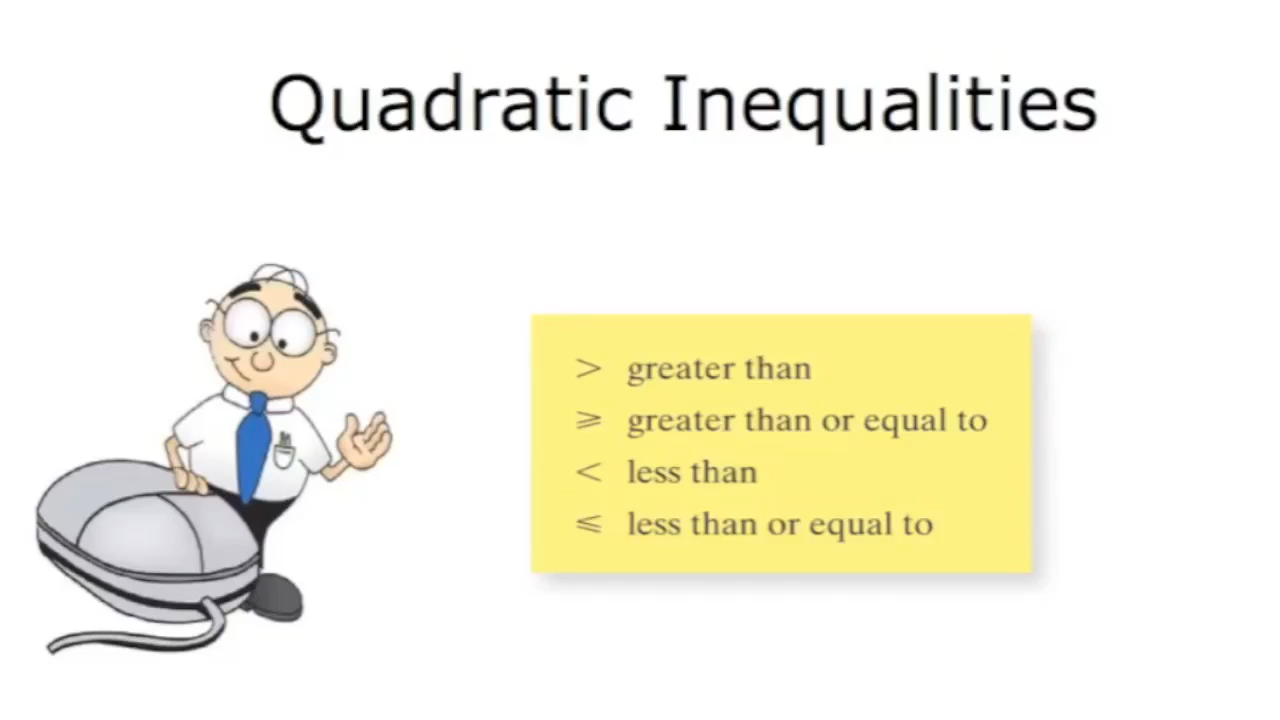 Quadratic Inequalities
> greater than
⩾ greater than or equal to
< less than
⩽ less than or equal to